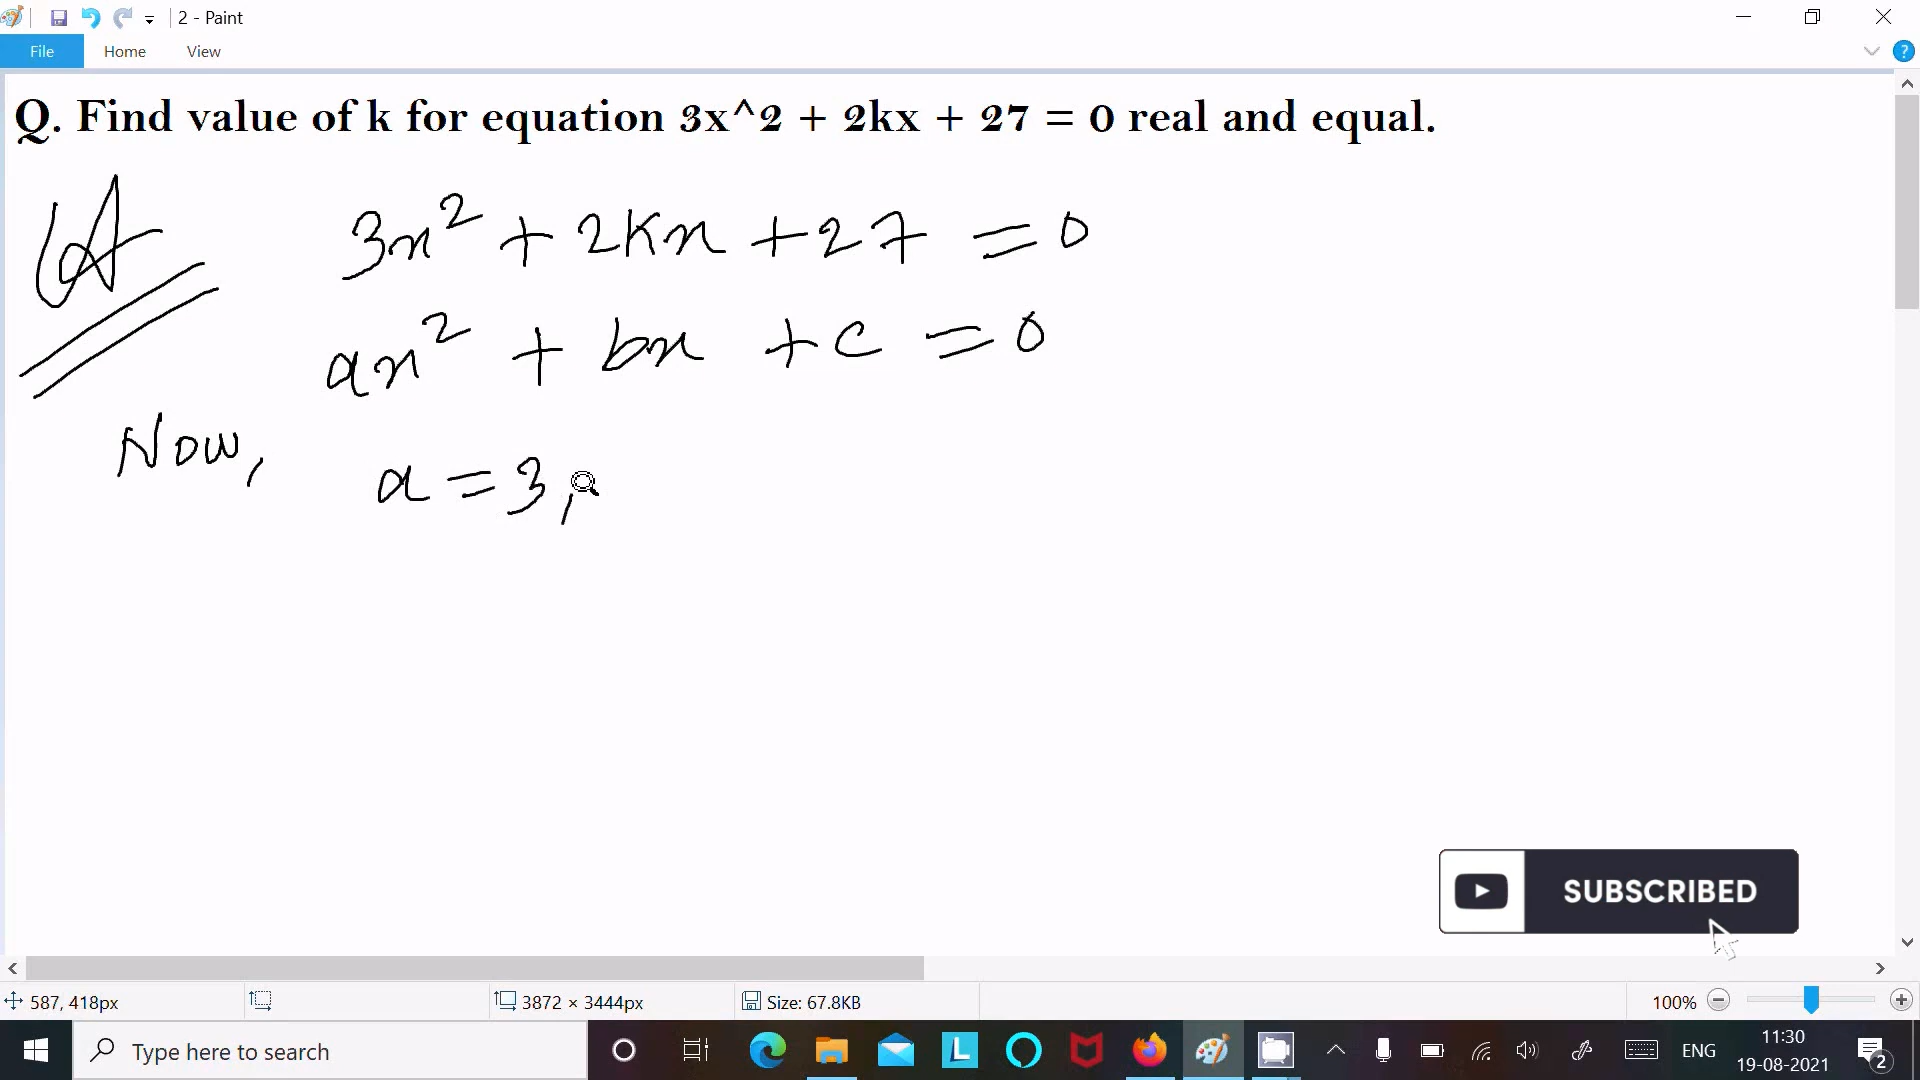 2 - Paint
File Home View
Q. Find value of k for equation 3x^2 + 2kx + 27 = 0 real and equal.
A
3x² + 2kx + 27 = 0
ax² + bx + c = 0
Now,
a = 3,
SUBSCRIBED
587, 418px 3872 × 3444px Size: 67.8KB 100%
Type here to search
L
ENG
11:30
19-08-2021
2